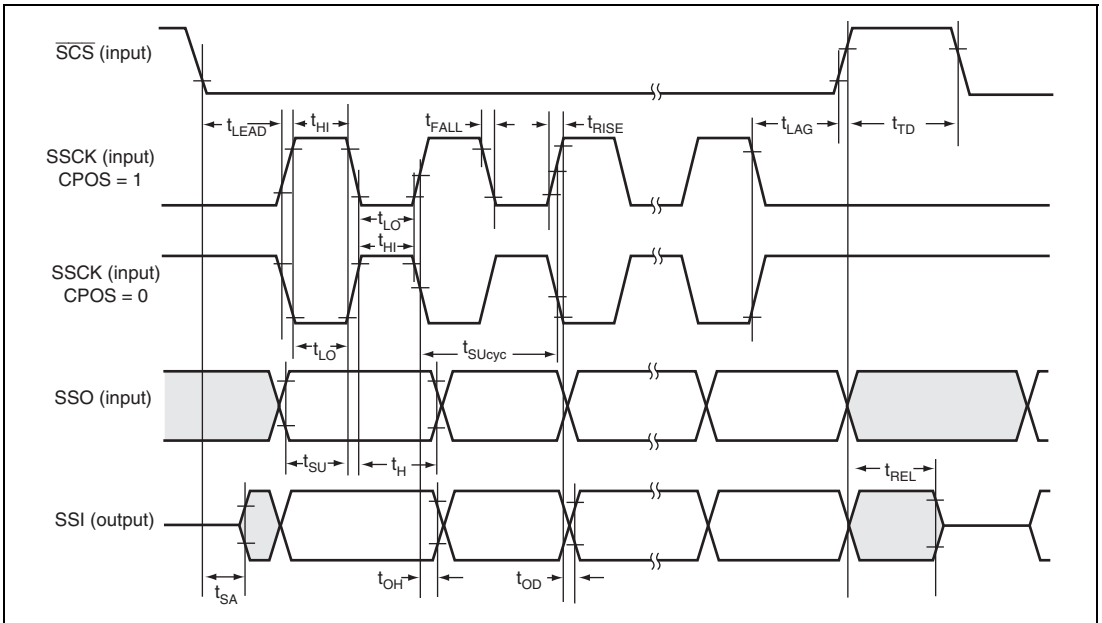 SCS (input)
tLEAD
tHI
tFALL
tRISE
tLAG
tTD
SSCK (input)
CPOS = 1
tLO
tHI
SSCK (input)
CPOS = 0
tLO
tSUcyc
SSO (input)
tSU
tH
tREL
SSI (output)
tSA
tOH
tOD